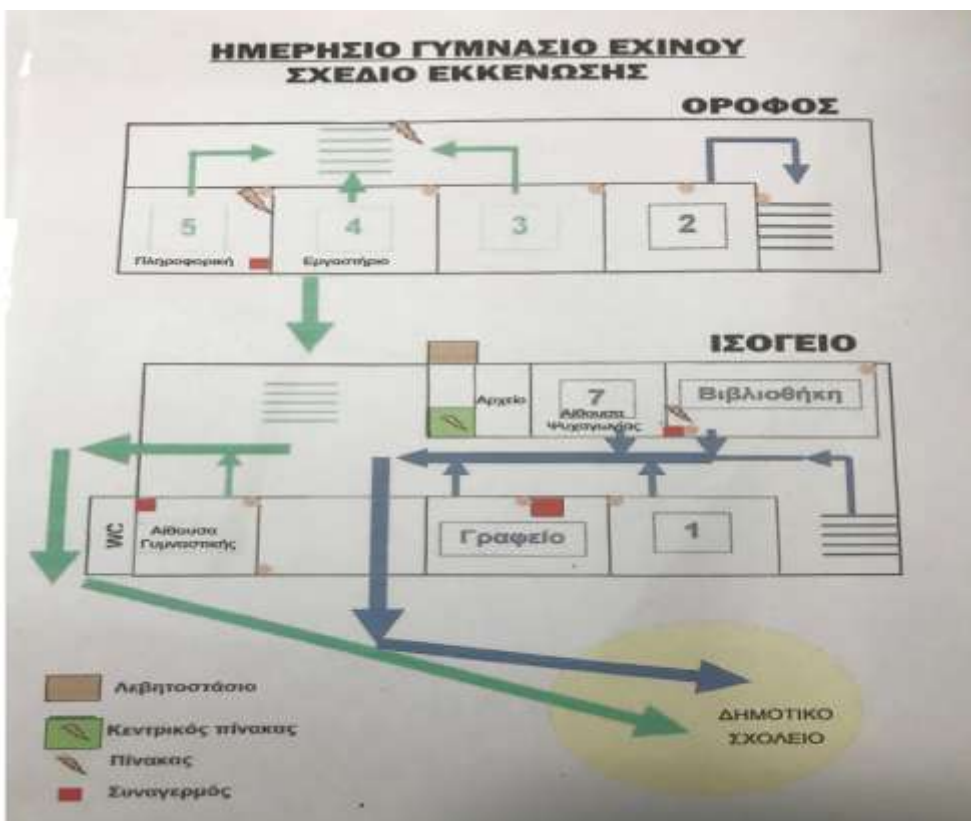 ΗΜΕΡΗΣΙΟ ΓΥΜΝΑΣΙΟ ΕΧΙΝΟΥ
ΣΧΕΔΙΟ ΕΚΚΕΝΩΣΗΣ
ΟΡΟΦΟΣ
5
4
3
2
Πληροφορική
Εργαστήριο
ΙΣΟΓΕΙΟ
Αρχείο
7
Αίθουσα
Ψυχαγωγίας
Βιβλιοθήκη
WC
Αίθουσα
Γυμναστικής
Γραφείο
1
Λεβητοστάσιο
Κεντρικός πίνακας
Πίνακας
Συναγερμός
ΔΗΜΟΤΙΚΟ
ΣΧΟΛΕΙΟ